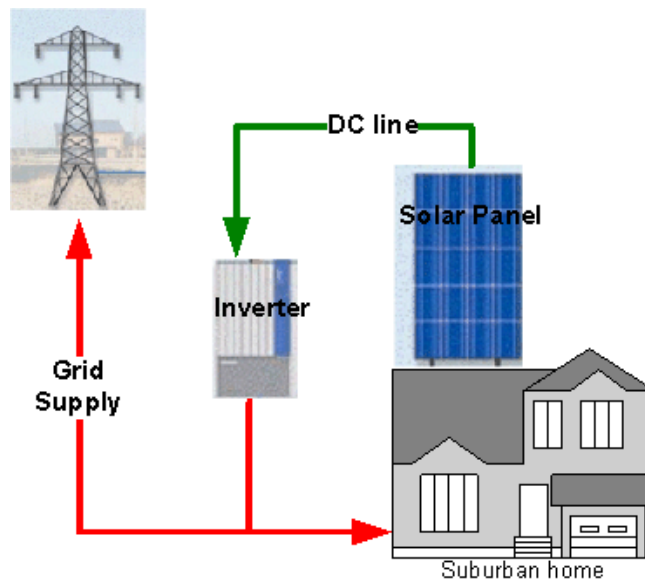 DC line
Solar Panel
Inverter
Grid
Supply
Suburban home